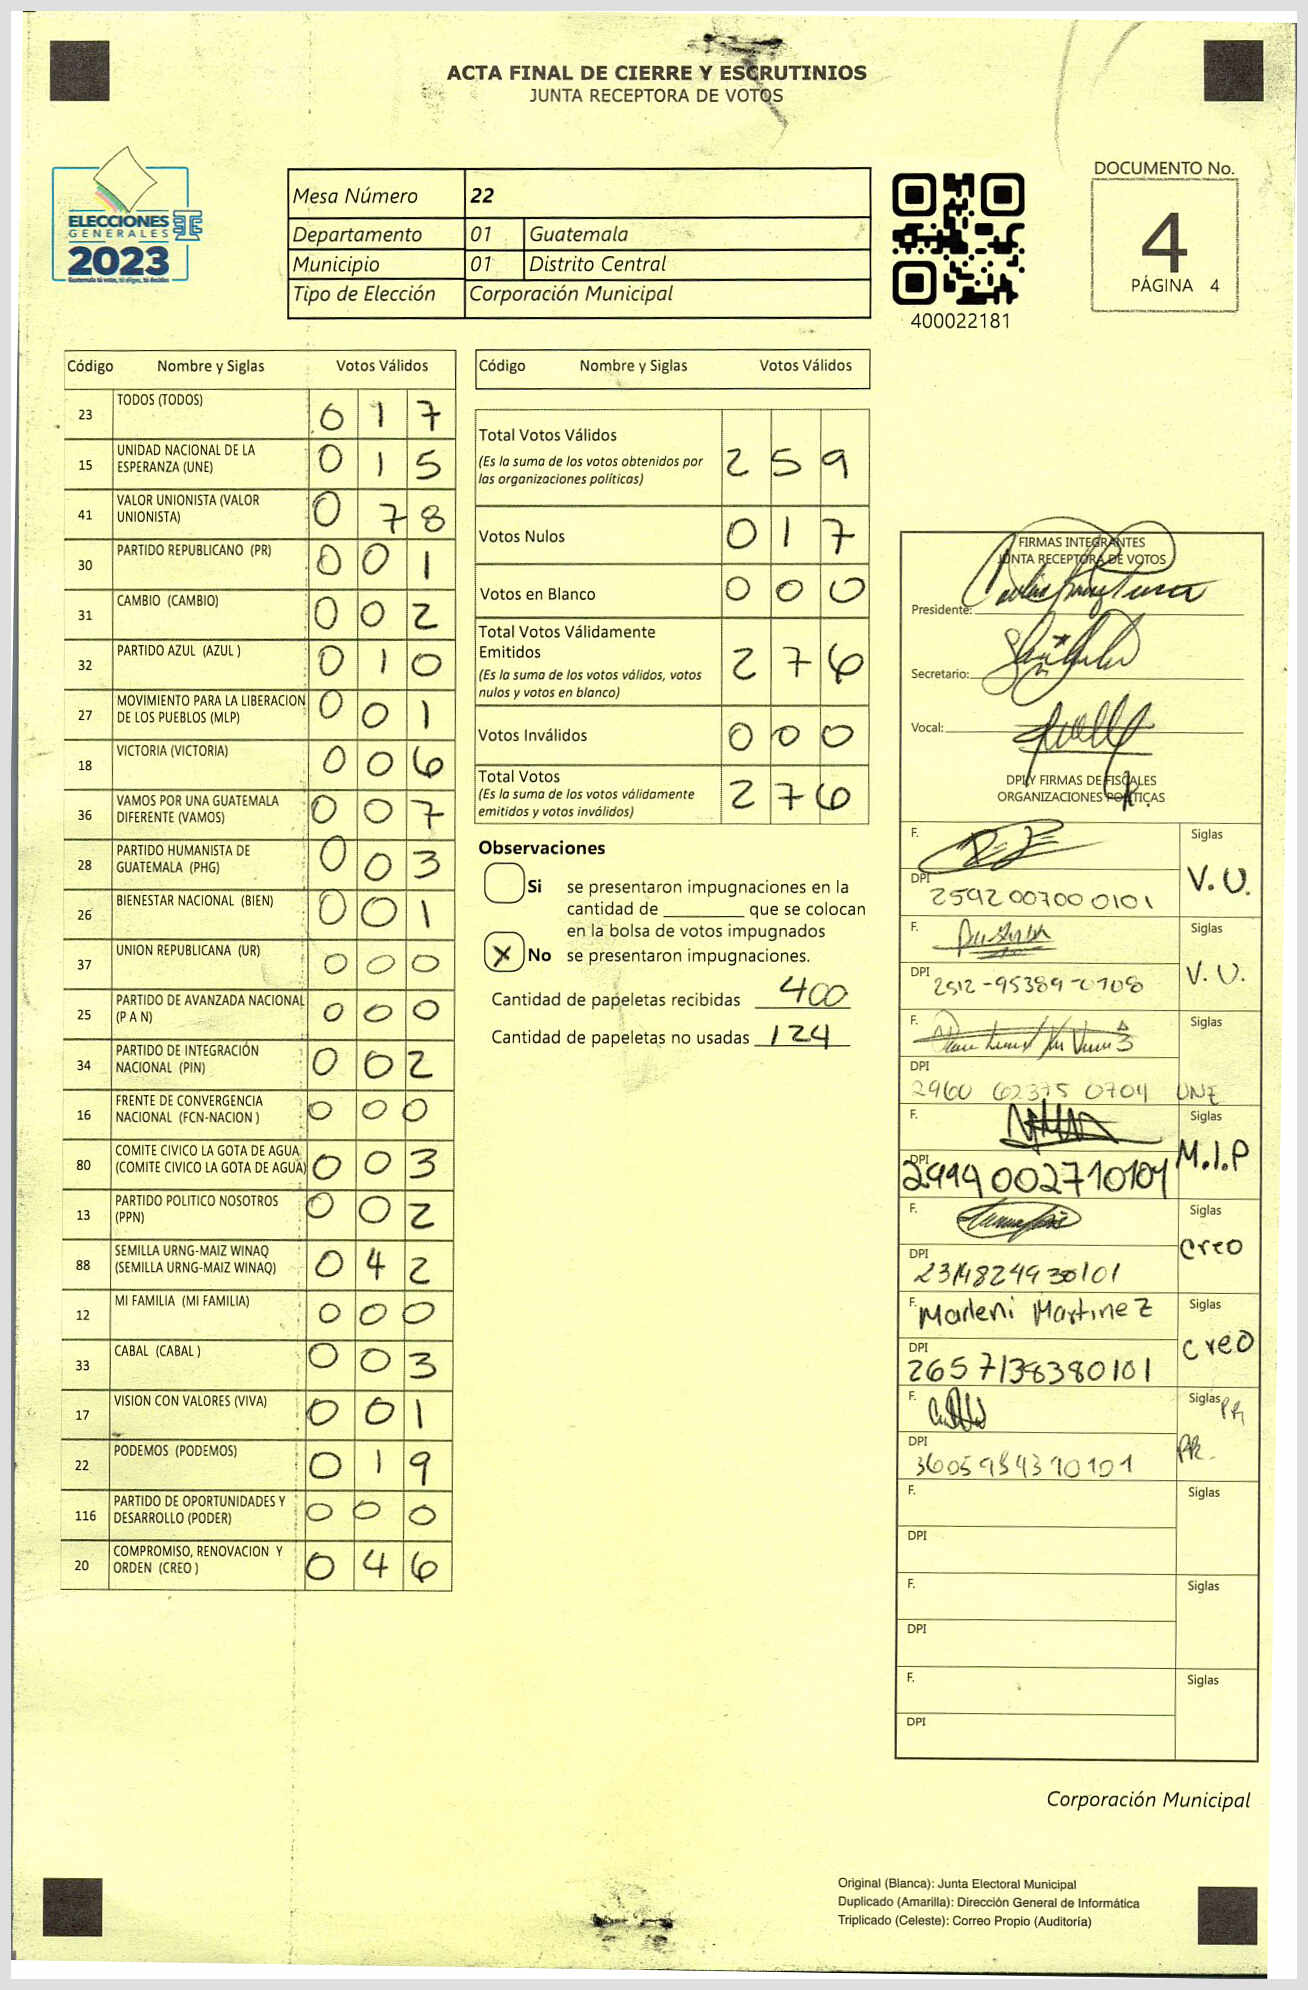 ACTA FINAL DE CIERRE Y ESCRUTINIOS
JUNTA RECEPTORA DE VOTOS
ELECCIONES
GENERALES
2023
Mesa Número 22
Departamento 01 Guatemala
Municipio 01 Distrito Central
Tipo de Elección Corporación Municipal
400022181
DOCUMENTO No.
4
PÁGINA 4
Código Nombre y Siglas Votos Válidos
23 TODOS (TODOS) 0 1 7
15 UNIDAD NACIONAL DE LA
ESPERANZA (UNE) 0 1 5
41 VALOR UNIONISTA (VALOR
UNIONISTA) 0 7 8
30 PARTIDO REPUBLICANO (PR) 0 0 1
31 CAMBIO (CAMBIO) 0 0 2
32 PARTIDO AZUL (AZUL ) 0 1 0
27 MOVIMIENTO PARA LA LIBERACION
DE LOS PUEBLOS (MLP) 0 0 1
18 VICTORIA (VICTORIA) 0 0 6
36 VAMOS POR UNA GUATEMALA
DIFERENTE (VAMOS) 0 0 7
28 PARTIDO HUMANISTA DE
GUATEMALA (PHG) 0 0 3
26 BIENESTAR NACIONAL (BIEN) 0 0 1
37 UNION REPUBLICANA (UR) 0 0 0
25 PARTIDO DE AVANZADA NACIONAL
(P A N) 0 0 0
34 PARTIDO DE INTEGRACIÓN
NACIONAL (PIN) 0 0 2
16 FRENTE DE CONVERGENCIA
NACIONAL (FCN-NACION ) 0 0 0
80 COMITE CIVICO LA GOTA DE AGUA
(COMITE CIVICO LA GOTA DE AGUA) 0 0 3
13 PARTIDO POLITICO NOSOTROS
(PPN) 0 0 2
88 SEMILLA URNG-MAIZ WINAQ
(SEMILLA URNG-MAIZ WINAQ) 0 4 2
12 MI FAMILIA (MI FAMILIA) 0 0 0
33 CABAL (CABAL ) 0 0 3
17 VISION CON VALORES (VIVA) 0 0 1
22 PODEMOS (PODEMOS) 0 1 9
116 PARTIDO DE OPORTUNIDADES Y
DESARROLLO (PODER) 0 0 0
20 COMPROMISO, RENOVACION Y
ORDEN (CREO ) 0 4 6
Código Nombre y Siglas Votos Válidos
Total Votos Válidos
(Es la suma de los votos obtenidos por
las organizaciones políticas) 2 5 9
Votos Nulos 0 1 7
Votos en Blanco 0 0 0
Total Votos Válidamente
Emitidos
(Es la suma de los votos válidos, votos
nulos y votos en blanco) 2 7 6
Votos Inválidos 0 0 0
Total Votos
(Es la suma de los votos válidamente
emitidos y votos inválidos) 2 7 6
Observaciones
Si se presentaron impugnaciones en la
cantidad de ________ que se colocan
en la bolsa de votos impugnados
X No se presentaron impugnaciones.
Cantidad de papeletas recibidas 400
Cantidad de papeletas no usadas 124
FIRMAS INTEGRANTES
JUNTA RECEPTORA DE VOTOS
Presidente:
Secretario:
Vocal:
DPI Y FIRMAS DE FISCALES
ORGANIZACIONES POLÍTICAS
F. Siglas
V.U.
DPI
2592 00700 0101
F. Siglas
V.U.
DPI
2512-95389-0108
F. Siglas
DPI
2960 62375 0704 UNE
F. Siglas
M.I.P
DPI
F. Siglas
creo
DPI
F. Marleni Martinez Siglas
creo
DPI
2657138380101
F. Siglas PR
PR.
DPI
F. Siglas
DPI
F. Siglas
DPI
F. Siglas
DPI
Corporación Municipal
Original (Blanca): Junta Electoral Municipal
Duplicado (Amarilla): Dirección General de Informática
Triplicado (Celeste): Correo Propio (Auditoría)